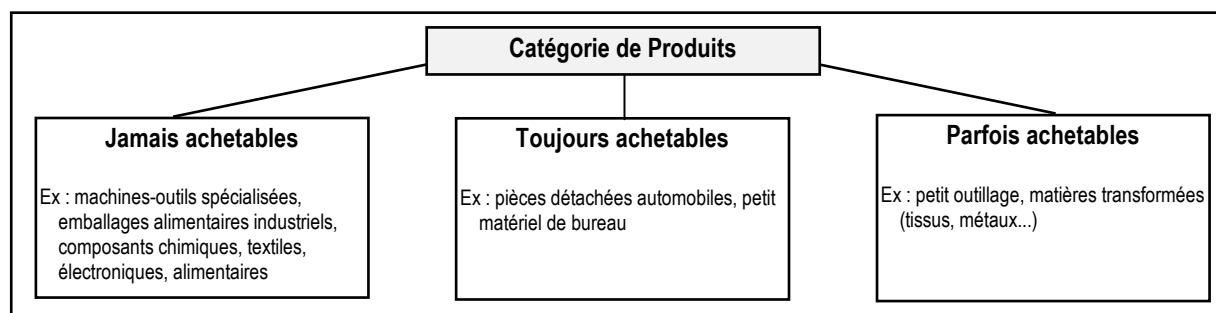 Catégorie de Produits
Jamais achetables
Ex : machines-outils spécialisées,
emballages alimentaires industriels,
composants chimiques, textiles,
électroniques, alimentaires
Toujours achetables
Ex : pièces détachées automobiles, petit
matériel de bureau
Parfois achetables
Ex : petit outillage, matières transformées
(tissus, métaux...)